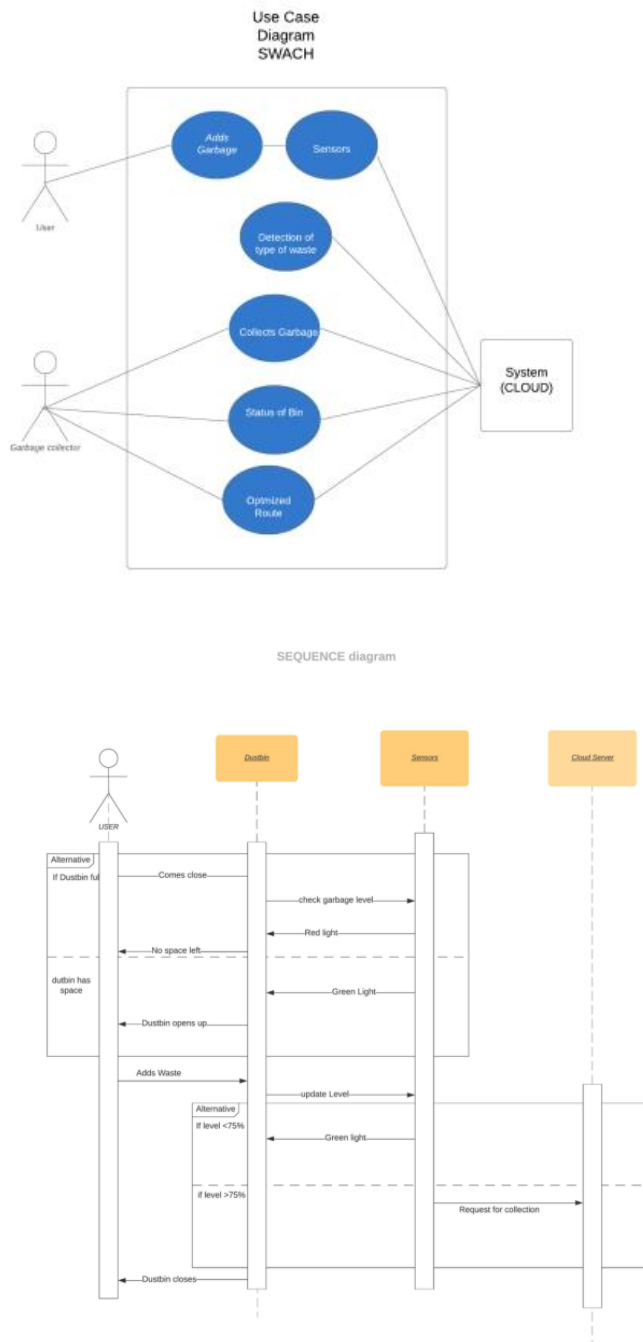 Use Case
Diagram
SWACH
Adds
Garbage
Sensors
User
Detection of
type of waste
Collects Garbage
System
(CLOUD)
Status of Bin
Garbage collector
Optmized
Route
SEQUENCE diagram
Dustbin
Sensors
Cloud Server
USER
Alternative
If Dustbin ful
Comes close
check garbage level
Red light
No space left
dutbin has
space
Green Light
Dustbin opens up
Adds Waste
update Level
Alternative
If level <75%
Green light
if level >75%
Request for collection
Dustbin closes